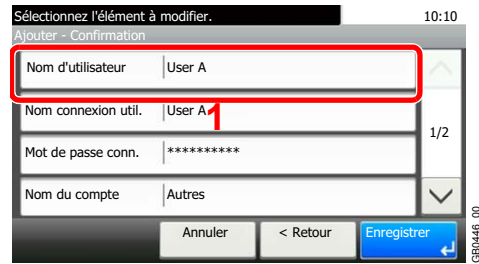 Sélectionnez l'élément à modifier. 10:10
Ajouter - Confirmation
Nom d'utilisateur User A
Nom connexion util. User A
1
1/2
Mot de passe conn. **********
Nom du compte Autres
Annuler < Retour Enregistrer
GB0446_00